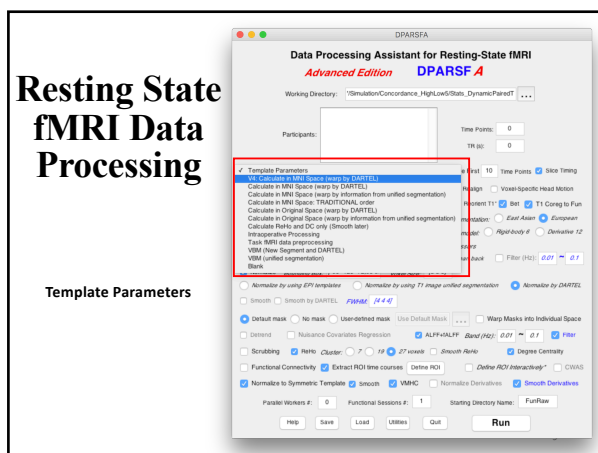 Resting State
fMRI Data
Processing
Template Parameters
DPARSFA
Data Processing Assistant for Resting-State fMRI
Advanced Edition DPARSF A
Working Directory: '/Simulation/Concordance_HighLow5/Stats_DynamicPairedT ...
Participants:
Time Points: 0
TR (s): 0
✓ Template Parameters
First 10 Time Points Slice Timing
V4: Calculate in MNI Space (warp by DARTEL)
Calculate in MNI Space (warp by DARTEL)
Realign Voxel-Specific Head Motion
Calculate in MNI Space (warp by information from unified segmentation)
Calculate in MNI Space: TRADITIONAL order
Reorient T1* Bet T1 Coreg to Fun
Calculate in Original Space (warp by DARTEL)
Calculate in Original Space (warp by information from unified segmentation)
East Asian European
Calculate ReHo and DC only (Smooth later)
Intraoperative Processing
model: Rigid-body 6 Derivative 12
Task fMRI data preprocessing
VBM (New Segment and DARTEL)
VBM (unified segmentation)
back Filter (Hz): 0.01 ~ 0.1
Blank
Normalize by using EPI templates Normalize by using T1 image unified segmentation Normalize by DARTEL
Smooth Smooth by DARTEL FWHM: [4 4 4]
Default mask No mask User-defined mask Use Default Mask ... Warp Masks into Individual Space
Detrend Nuisance Covariates Regression ALFF+fALFF Band (Hz): 0.01 ~ 0.1 Filter
Scrubbing ReHo Cluster: 7 19 27 voxels Smooth ReHo Degree Centrality
Functional Connectivity Extract ROI time courses Define ROI Define ROI Interactively* CWAS
Normalize to Symmetric Template Smooth VMHC Normalize Derivatives Smooth Derivatives
Parallel Workers #: 0 Functional Sessions #: 1 Starting Directory Name: FunRaw
Help Save Load Utilities Quit Run